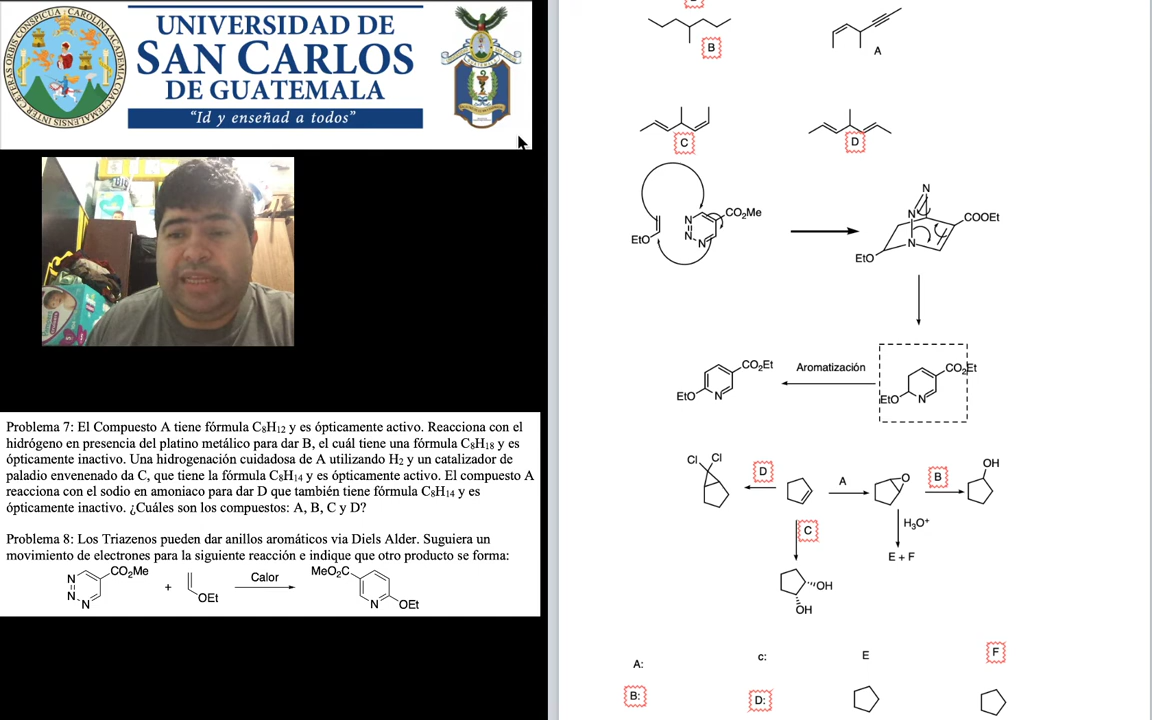 UNIVERSIDAD DE
SAN CARLOS
DE GUATEMALA
“Id y enseñad a todos”
Problema 7: El Compuesto A tiene fórmula C₈H₁₂ y es ópticamente activo. Reacciona con el
hidrógeno en presencia del platino metálico para dar B, el cuál tiene una fórmula C₈H₁₈ y es
ópticamente inactivo. Una hidrogenación cuidadosa de A utilizando H₂ y un catalizador de
paladio envenenado da C, que tiene la fórmula C₈H₁₄ y es ópticamente activo. El compuesto A
reacciona con el sodio en amoniaco para dar D que también tiene fórmula C₈H₁₄ y es
ópticamente inactivo. ¿Cuáles son los compuestos: A, B, C y D?
Problema 8: Los Triazenos pueden dar anillos aromáticos via Diels Alder. Suguiera un
movimiento de electrones para la siguiente reacción e indique que otro producto se forma:
N
N
N
CO₂Me
+
OEt
Calor
MeO₂C
N
OEt
B
A
C
D
EtO
N
N
N
CO₂Me
N
N
N
COOEt
EtO
EtO
N
CO₂Et
Aromatización
EtO
N
CO₂Et
Cl
Cl
D
A
O
B
OH
C
H₃O⁺
E + F
OH
OH
A:
c:
E
F
B:
D: